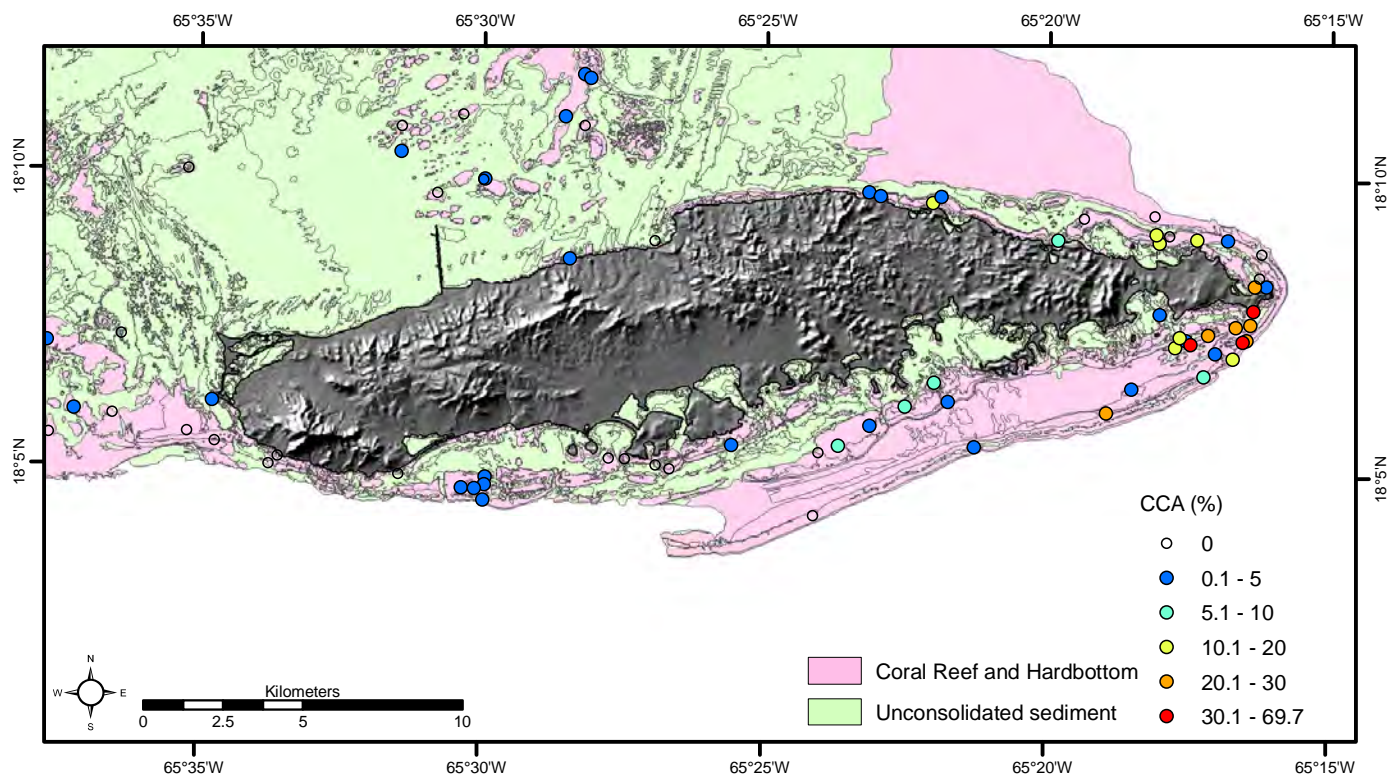 65°35'W 65°30'W 65°25'W 65°20'W 65°15'W
18°10'N
18°10'N
18°5'N
18°5'N
CCA (%)
0
0.1 - 5
5.1 - 10
10.1 - 20
20.1 - 30
30.1 - 69.7
Coral Reef and Hardbottom
Unconsolidated sediment
N
W E
S
Kilometers
0 2.5 5 10
65°35'W 65°30'W 65°25'W 65°20'W 65°15'W